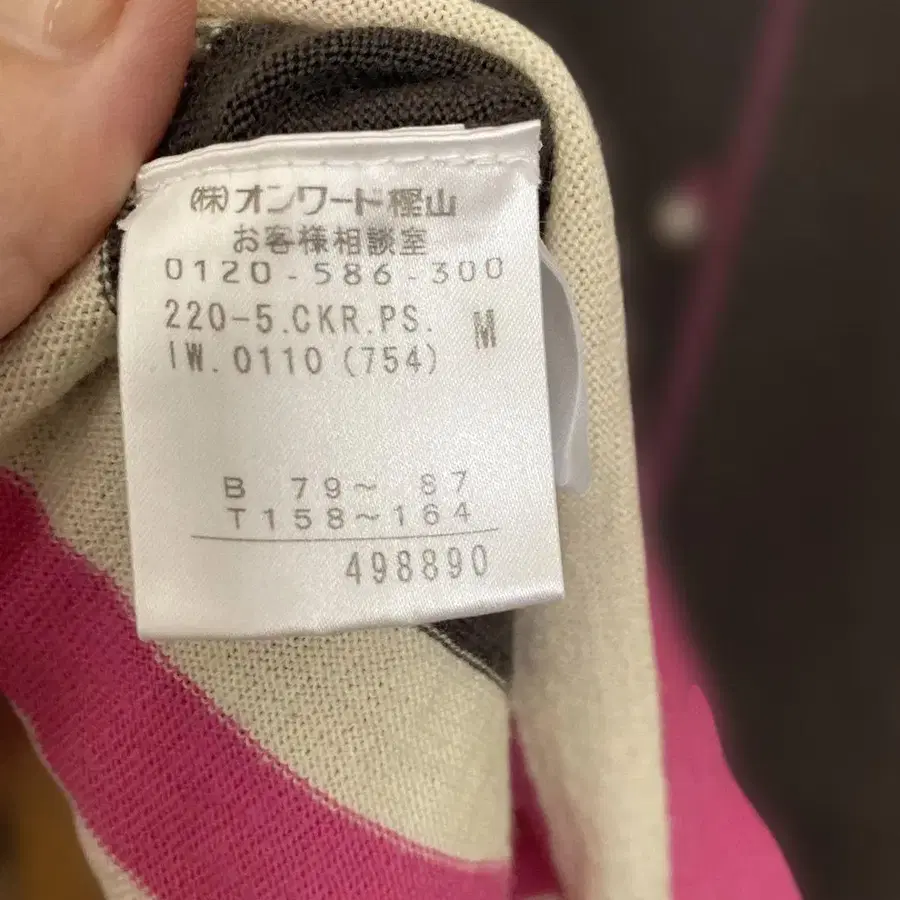 ㈱オンワード樫山
お客様相談室
0120-586-300
220-5.CKR.PS. M
IW.0110(754)
B 79～ 87
T158～164
498890